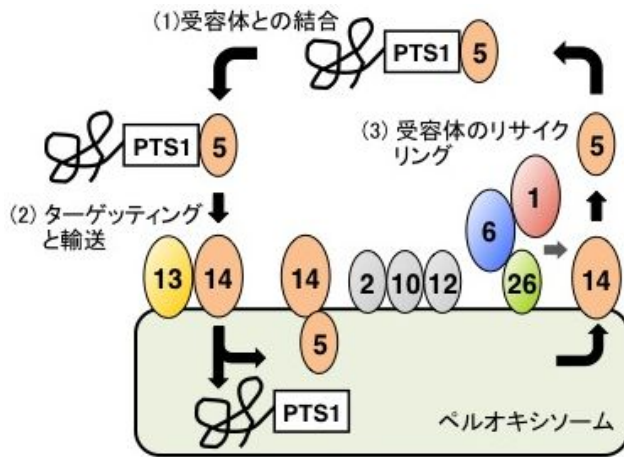 (1)受容体との結合
PTS1 5
PTS1 5
(2) ターゲッティング
と輸送
(3) 受容体のリサイク
リング
5
1
6
26
13 14
14
5
2 10 12
14
PTS1
ペルオキシソーム